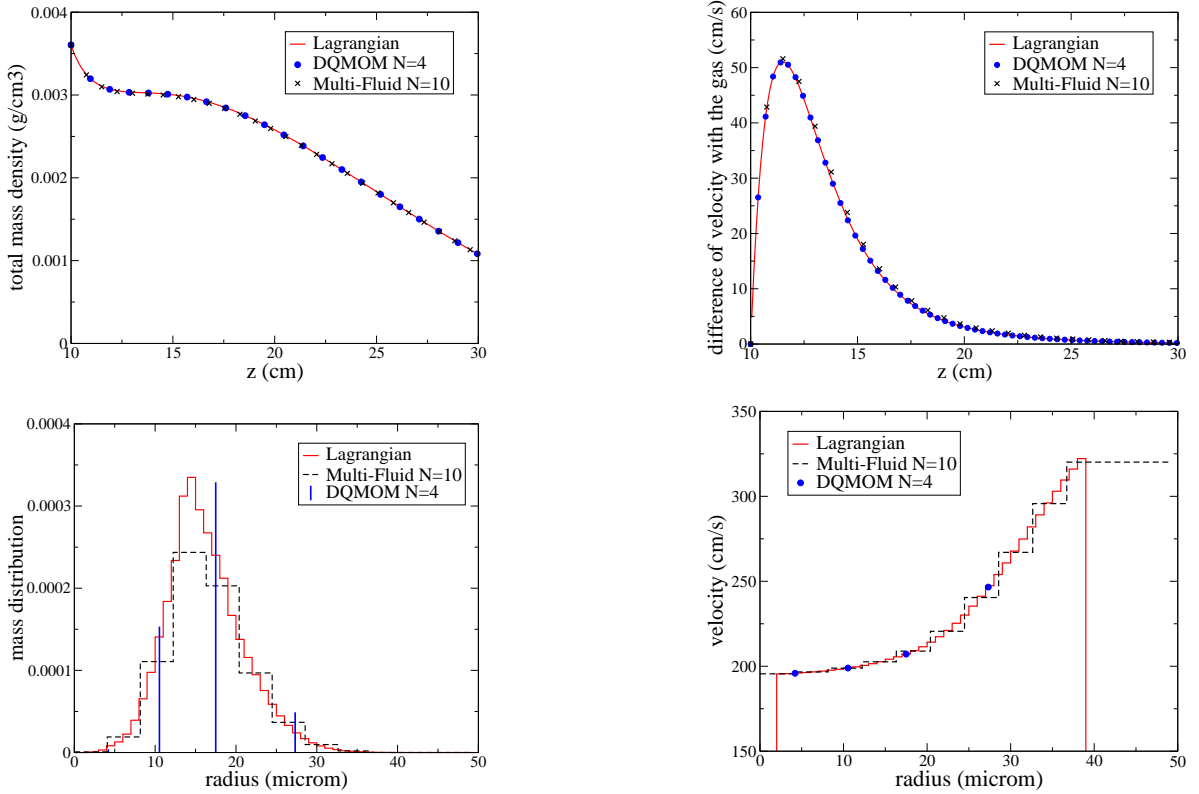 0.004
0.003
0.002
0.001
0
10
15
20
25
30
z (cm)
total mass density (g/cm3)
Lagrangian
DQMOM N=4
Multi-Fluid N=10
60
50
40
30
20
10
0
10
15
20
25
30
z (cm)
difference of velocity with the gas (cm/s)
Lagrangian
DQMOM N=4
Multi-Fluid N=10
0.0004
0.0003
0.0002
0.0001
0
0
10
20
30
40
50
radius (microm)
mass distribution
Lagrangian
Multi-Fluid N=10
DQMOM N=4
350
300
250
200
150
0
10
20
30
40
50
radius (microm)
velocity (cm/s)
Lagrangian
Multi-Fluid N=10
DQMOM N=4